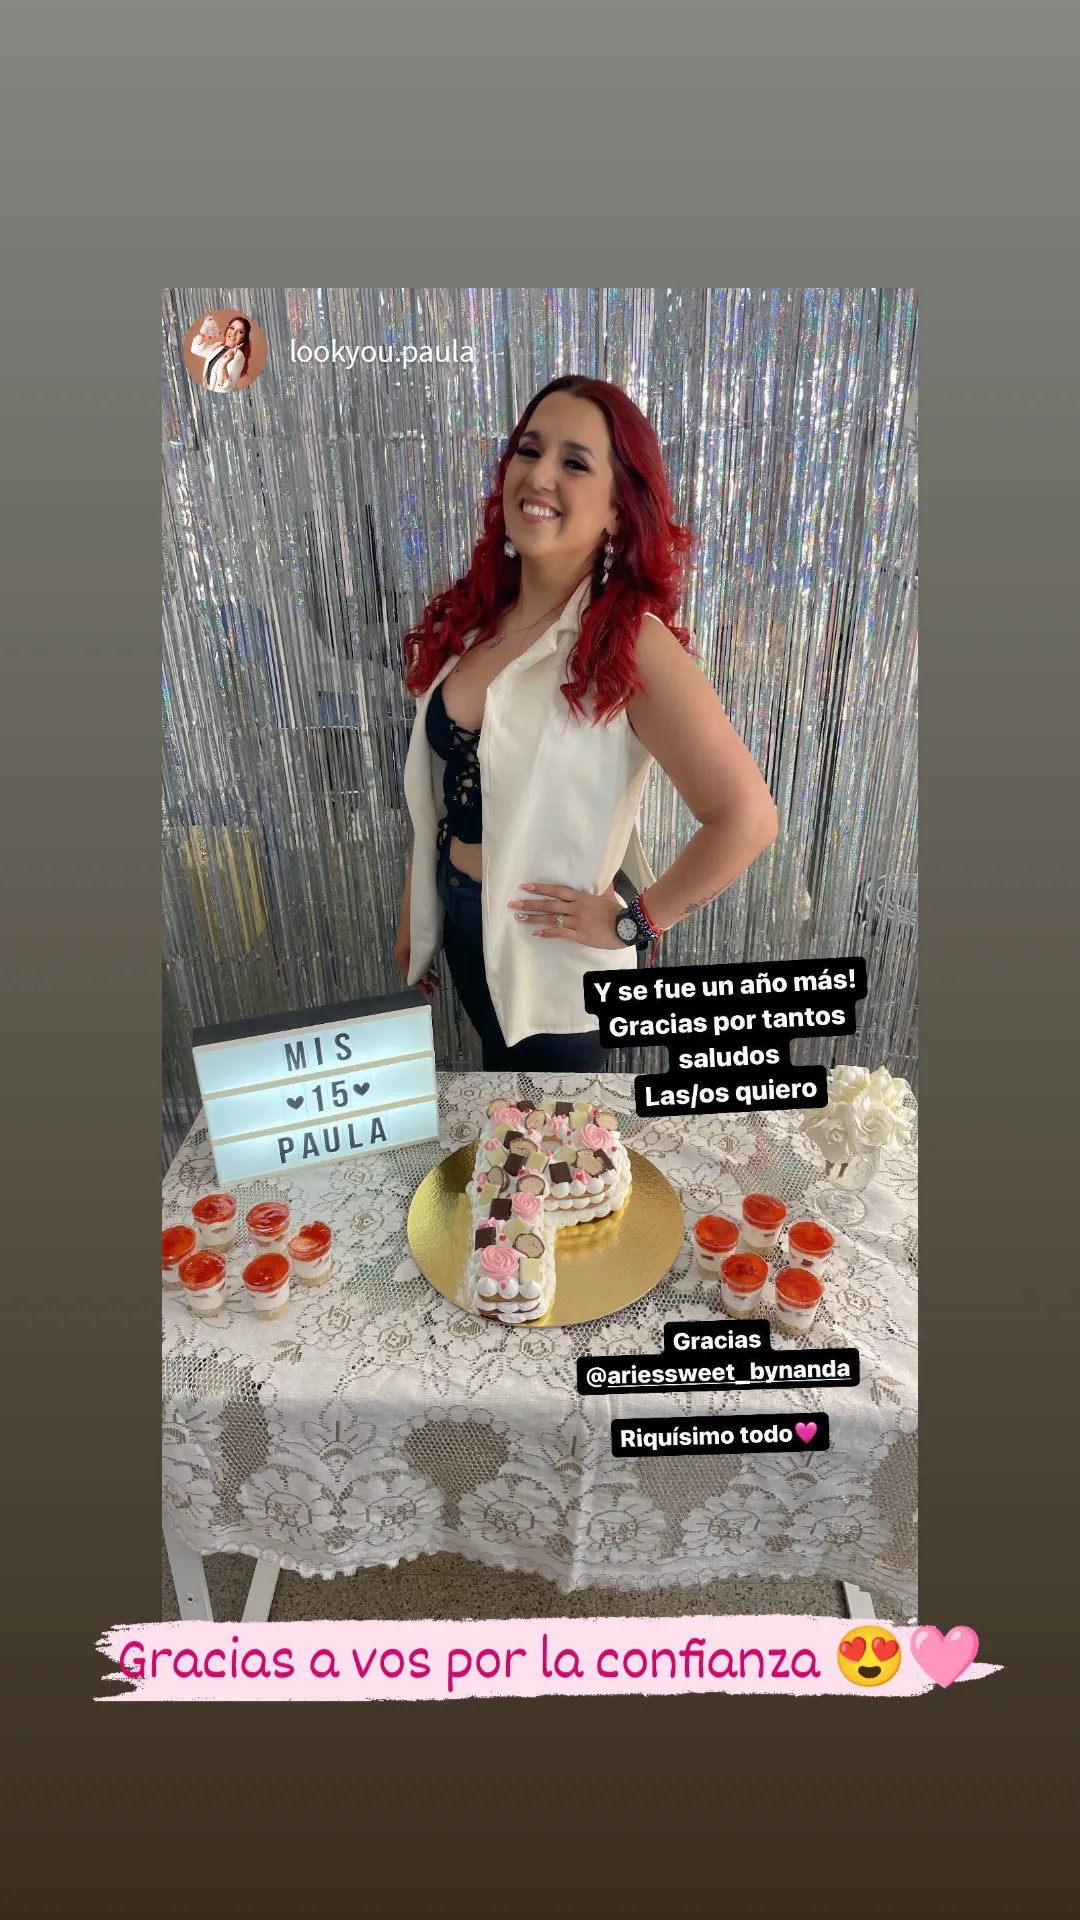 lookyou.paula
Y se fue un año más!
Gracias por tantos
saludos
Las/os quiero
MIS
♥15♥
PAULA
Gracias
@ariessweet_bynanda
Riquísimo todo🩷
Gracias a vos por la confianza 😍🩷